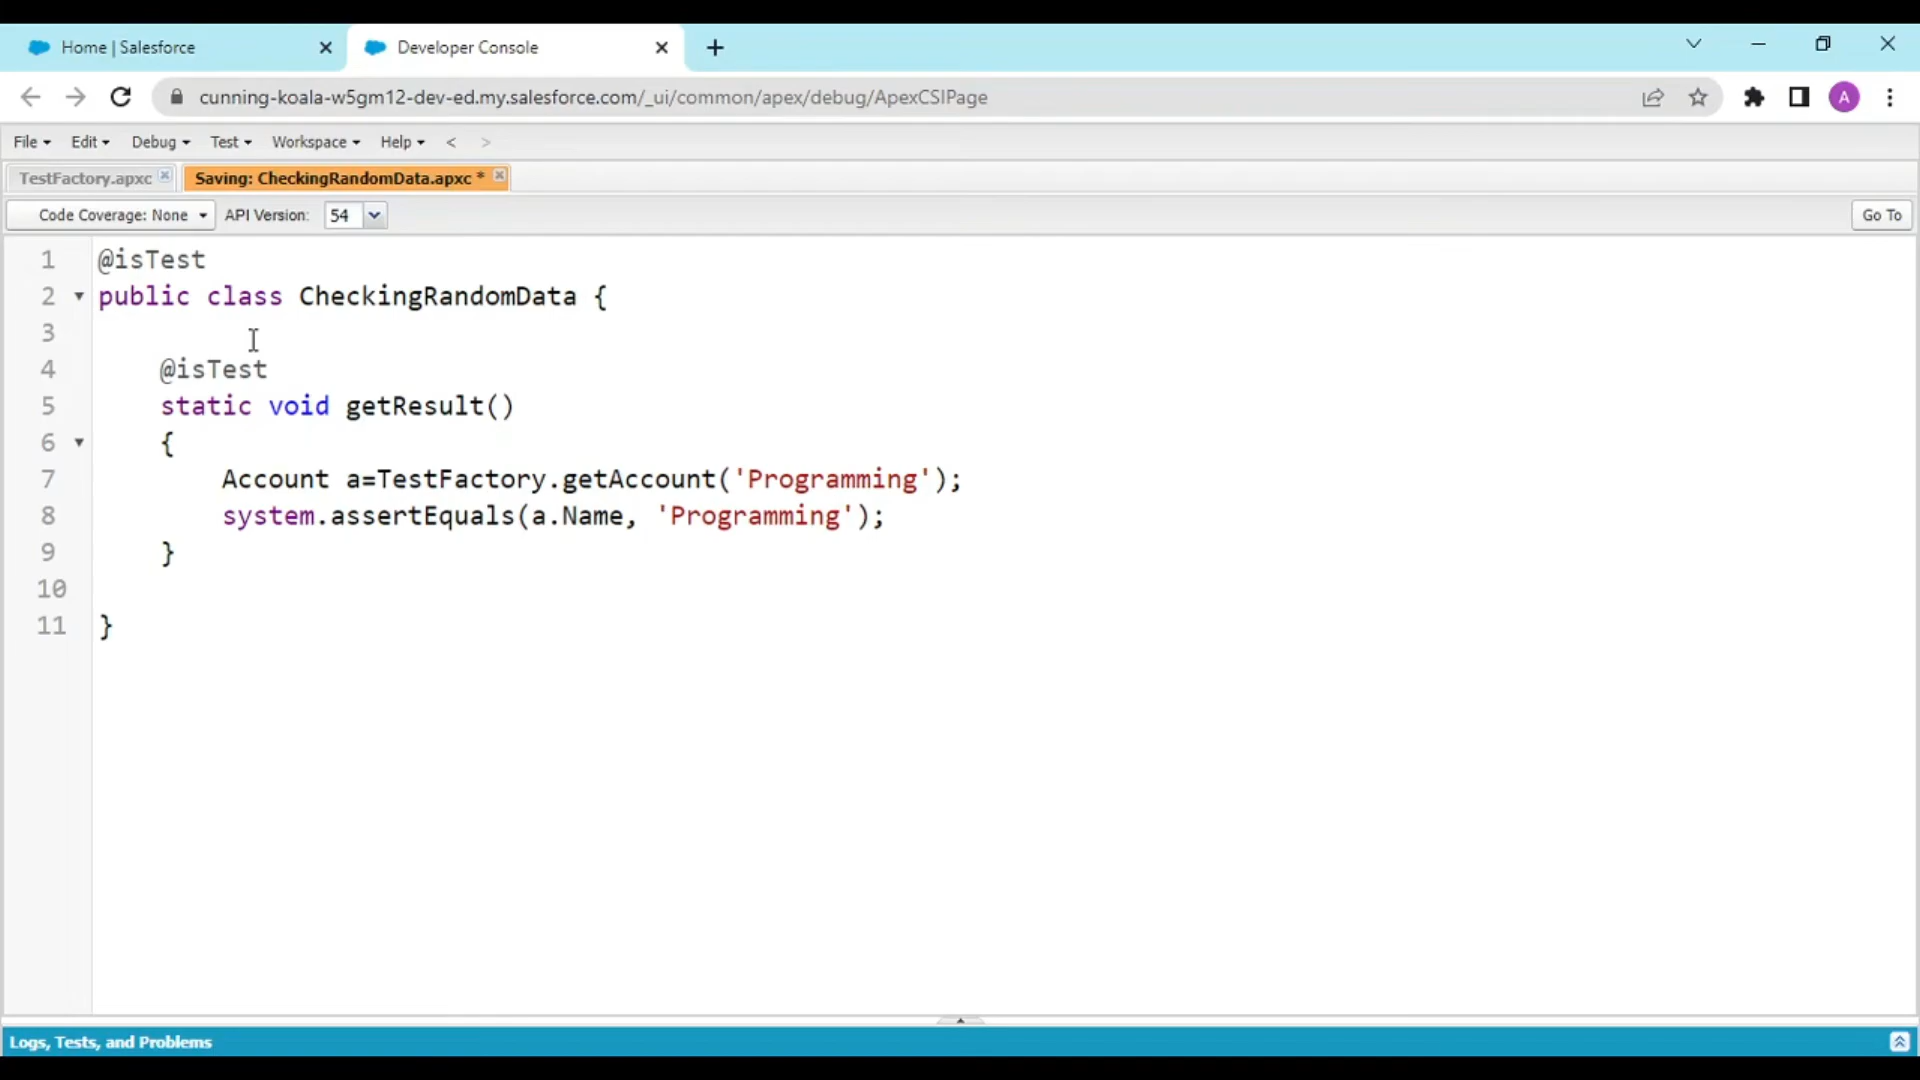 Home | Salesforce
Developer Console
cunning-koala-w5gm12-dev-ed.my.salesforce.com/_ui/common/apex/debug/ApexCSIPage
A
File Edit Debug Test Workspace Help < >
TestFactory.apxc Saving: CheckingRandomData.apxc *
Code Coverage: None API Version: 54 Go To
1 @isTest
2 public class CheckingRandomData {
3
4 @isTest
5 static void getResult()
6 {
7 Account a=TestFactory.getAccount('Programming');
8 system.assertEquals(a.Name, 'Programming');
9 }
10
11 }
Logs, Tests, and Problems